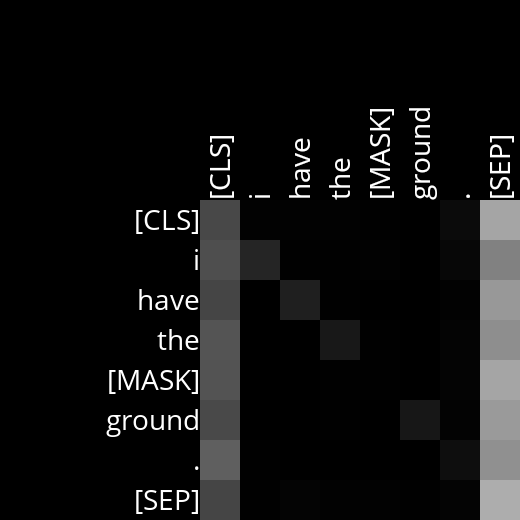 [CLS] i have the [MASK] ground . [SEP]
[CLS]
i
have
the
[MASK]
ground
.
[SEP]